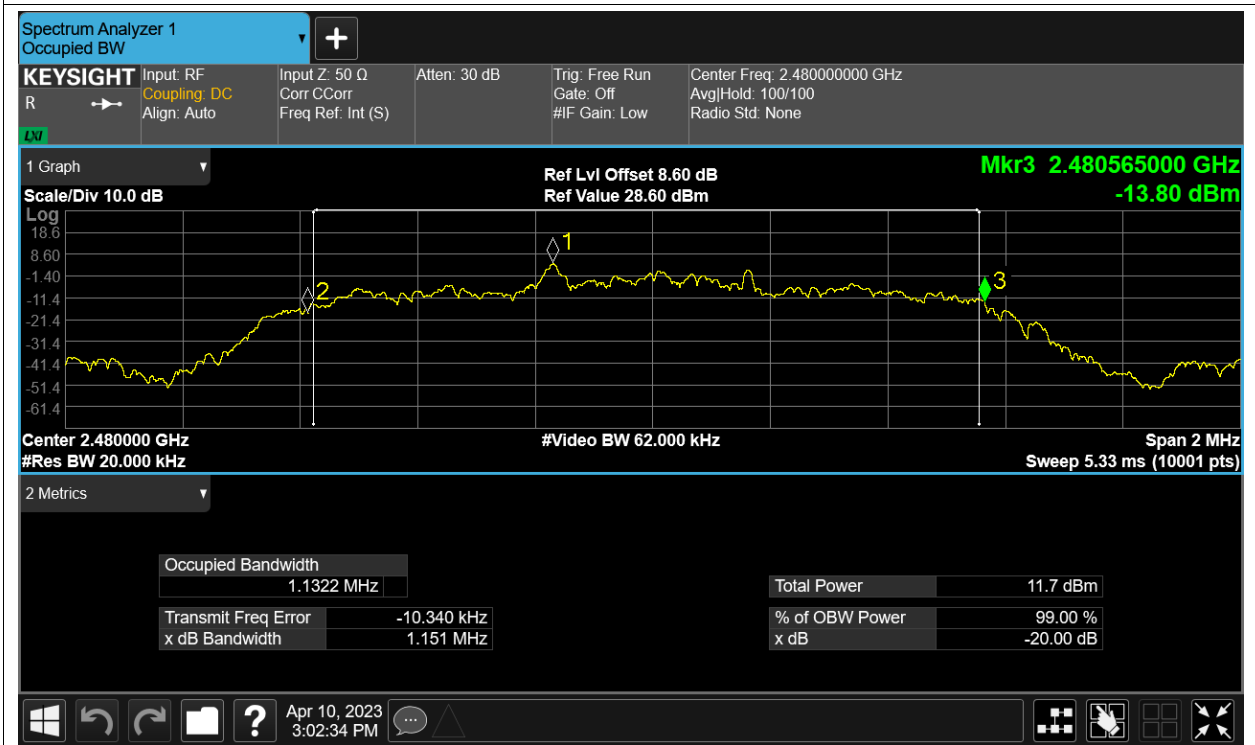 Spectrum Analyzer 1
Occupied BW
KEYSIGHT Input: RF Input Z: 50 Ω Atten: 30 dB Trig: Free Run Center Freq: 2.480000000 GHz
R Coupling: DC Corr CCorr Gate: Off Avg|Hold: 100/100
Align: Auto Freq Ref: Int (S) #IF Gain: Low Radio Std: None
LXI
1 Graph Ref Lvl Offset 8.60 dB Mkr3 2.480565000 GHz
Scale/Div 10.0 dB Ref Value 28.60 dBm -13.80 dBm
Log
18.6
8.60
-1.40
-11.4
-21.4
-31.4
-41.4
-51.4
-61.4
1
2
3
Center 2.480000 GHz #Video BW 62.000 kHz Span 2 MHz
#Res BW 20.000 kHz Sweep 5.33 ms (10001 pts)
2 Metrics
Occupied Bandwidth
1.1322 MHz Total Power 11.7 dBm
Transmit Freq Error -10.340 kHz % of OBW Power 99.00 %
x dB Bandwidth 1.151 MHz x dB -20.00 dB
Apr 10, 2023
3:02:34 PM